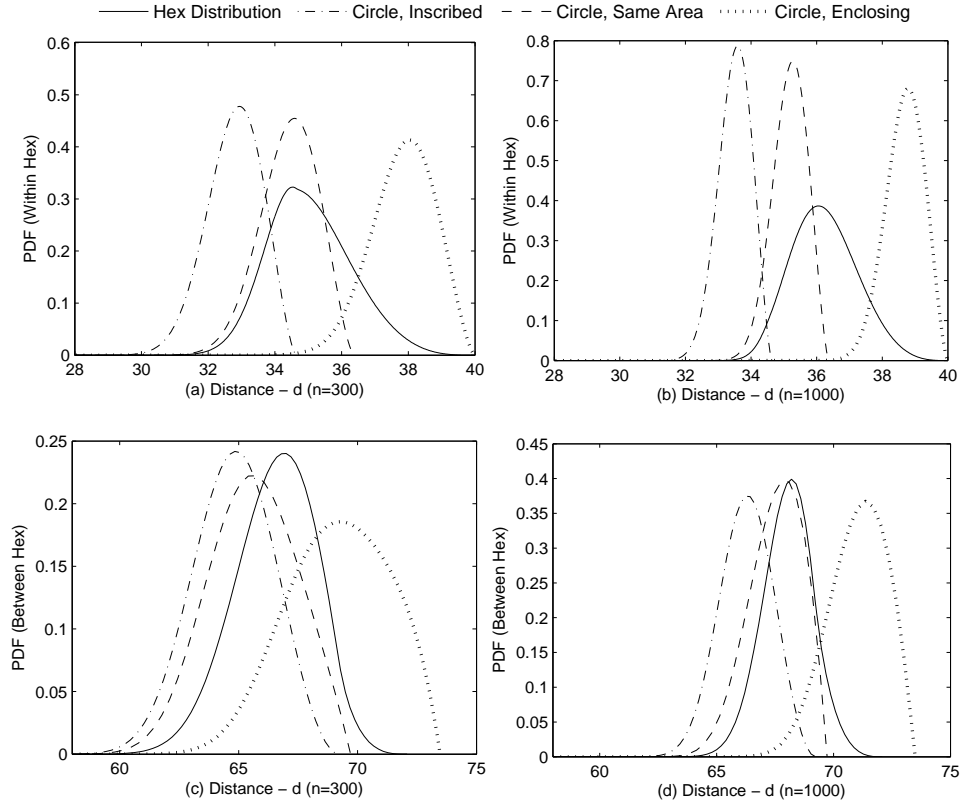 Hex Distribution Circle, Inscribed Circle, Same Area Circle, Enclosing
0.6
0.5
0.4
0.3
0.2
0.1
0
PDF (Within Hex)
28 30 32 34 36 38 40
(a) Distance − d (n=300)
0.8
0.7
0.6
0.5
0.4
0.3
0.2
0.1
0
PDF (Within Hex)
28 30 32 34 36 38 40
(b) Distance − d (n=1000)
0.25
0.2
0.15
0.1
0.05
0
PDF (Between Hex)
60 65 70 75
(c) Distance − d (n=300)
0.45
0.4
0.35
0.3
0.25
0.2
0.15
0.1
0.05
0
PDF (Between Hex)
60 65 70 75
(d) Distance − d (n=1000)